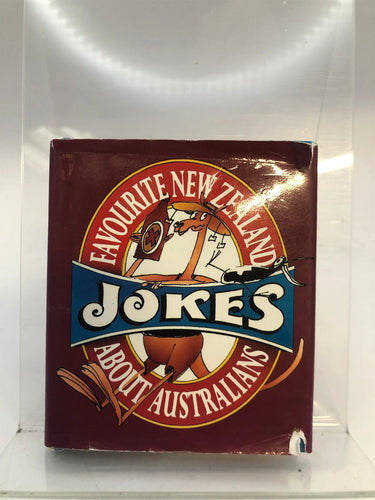 FAVOURITE NEW ZEALAND
JOKES
ABOUT AUSTRALIANS